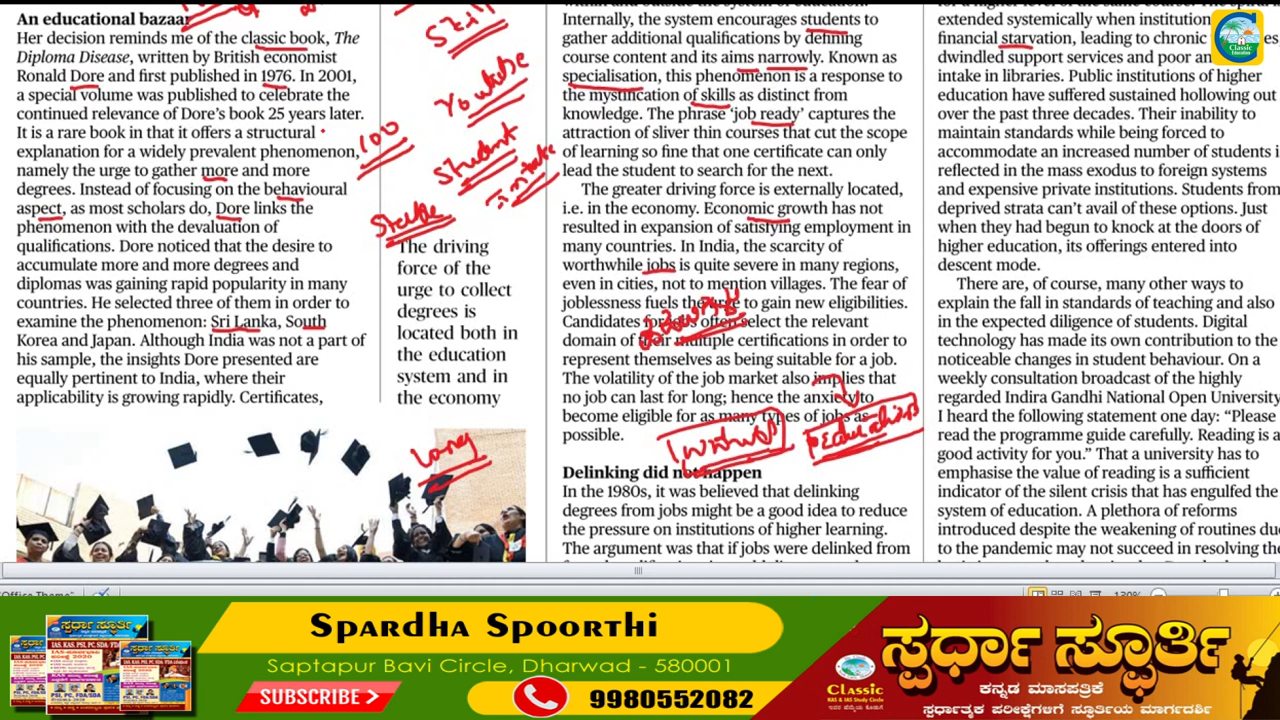 An educational bazaar
Her decision reminds me of the classic book, The
Diploma Disease, written by British economist
Ronald Dore and first published in 1976. In 2001,
a special volume was published to celebrate the
continued relevance of Dore's book 25 years later.
It is a rare book in that it offers a structural
explanation for a widely prevalent phenomenon,
namely the urge to gather more and more
degrees. Instead of focusing on the behavioural
aspect, as most scholars do, Dore links the
phenomenon with the devaluation of
qualifications. Dore noticed that the desire to
accumulate more and more degrees and
diplomas was gaining rapid popularity in many
countries. He selected three of them in order to
examine the phenomenon: Sri Lanka, South
Korea and Japan. Although India was not a part of
his sample, the insights Dore presented are
equally pertinent to India, where their
applicability is growing rapidly. Certificates,
Skill
Youtube
100
Student
Intake
State
The driving
force of the
urge to collect
degrees is
located both in
the education
system and in
the economy
Long
Internally, the system encourages students to
gather additional qualifications by defining
course content and its aims narrowly. Known as
specialisation, this phenomenon is a response to
the mystification of skills as distinct from
knowledge. The phrase 'job ready' captures the
attraction of sliver thin courses that cut the scope
of learning so fine that one certificate can only
lead the student to search for the next.
The greater driving force is externally located,
i.e. in the economy. Economic growth has not
resulted in expansion of satisfying employment in
many countries. In India, the scarcity of
worthwhile jobs is quite severe in many regions,
even in cities, not to mention villages. The fear of
joblessness fuels the urge to gain new eligibilities.
Candidates for jobs often select the relevant
domain of their multiple certifications in order to
represent themselves as being suitable for a job.
The volatility of the job market also implies that
no job can last for long; hence the anxiety to
become eligible for as many types of jobs as
possible.
Delinking did not happen
In the 1980s, it was believed that delinking
degrees from jobs might be a good idea to reduce
the pressure on institutions of higher learning.
The argument was that if jobs were delinked from
extended systemically when institution
financial starvation, leading to chronic
dwindled support services and poor an
intake in libraries. Public institutions of higher
education have suffered sustained hollowing out
over the past three decades. Their inability to
maintain standards while being forced to
accommodate an increased number of students i
reflected in the mass exodus to foreign systems
and expensive private institutions. Students from
deprived strata can't avail of these options. Just
when they had begun to knock at the doors of
higher education, its offerings entered into
descent mode.
There are, of course, many other ways to
explain the fall in standards of teaching and also
in the expected diligence of students. Digital
technology has made its own contribution to the
noticeable changes in student behaviour. On a
weekly consultation broadcast of the highly
regarded Indira Gandhi National Open University
I heard the following statement one day: "Please
read the programme guide carefully. Reading is a
good activity for you." That a university has to
emphasise the value of reading is a sufficient
indicator of the silent crisis that has engulfed the
system of education. A plethora of reforms
introduced despite the weakening of routines du
to the pandemic may not succeed in resolving the
Classic
Education
"Office Theme"
130%
Spardha Spoorthi
Saptapur Bavi Circle, Dharwad - 580001
SUBSCRIBE >
9980552082
ಸ್ಪರ್ಧಾ ಸ್ಫೂರ್ತಿ
Classic
KAS & IAS Study Circle
ಕನ್ನಡ ಮಾಸಪತ್ರಿಕೆ
ಸ್ಪರ್ಧಾತ್ಮಕ ಪರೀಕ್ಷೆಗಳಿಗೆ ಸ್ಫೂರ್ತಿಯ ಮಾರ್ಗದರ್ಶಿ
ಸ್ಪರ್ಧಾ ಸ್ಫೂರ್ತಿ